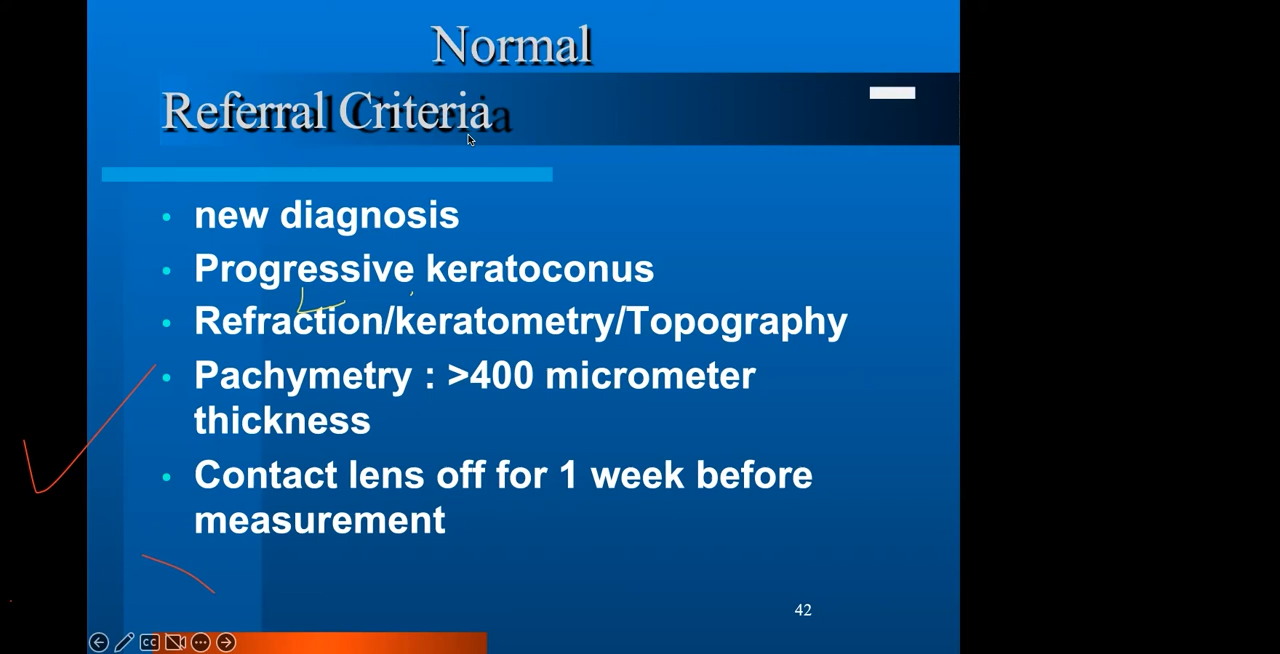 Normal
Referral Criteria
• new diagnosis
• Progressive keratoconus
• Refraction/keratometry/Topography
• Pachymetry : >400 micrometer
thickness
• Contact lens off for 1 week before
measurement
42
CC